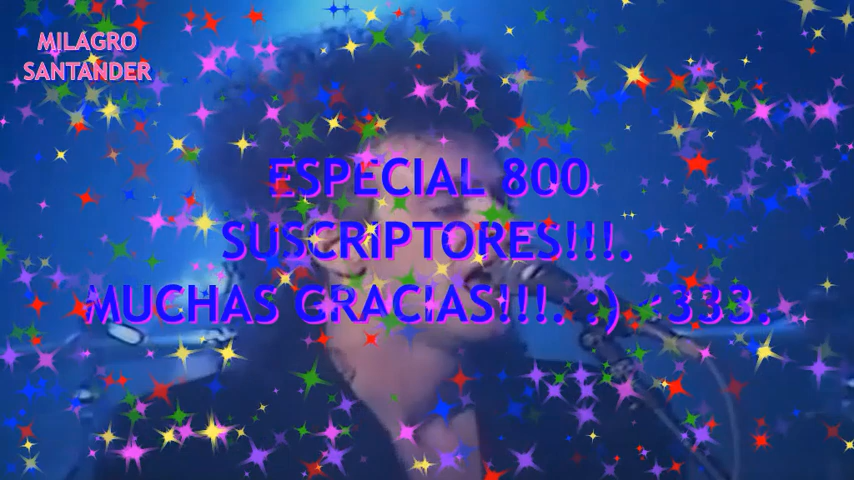 MILAGRO
SANTANDER
ESPECIAL 800
SUSCRIPTORES!!!.
MUCHAS GRACIAS!!!. :) <333.